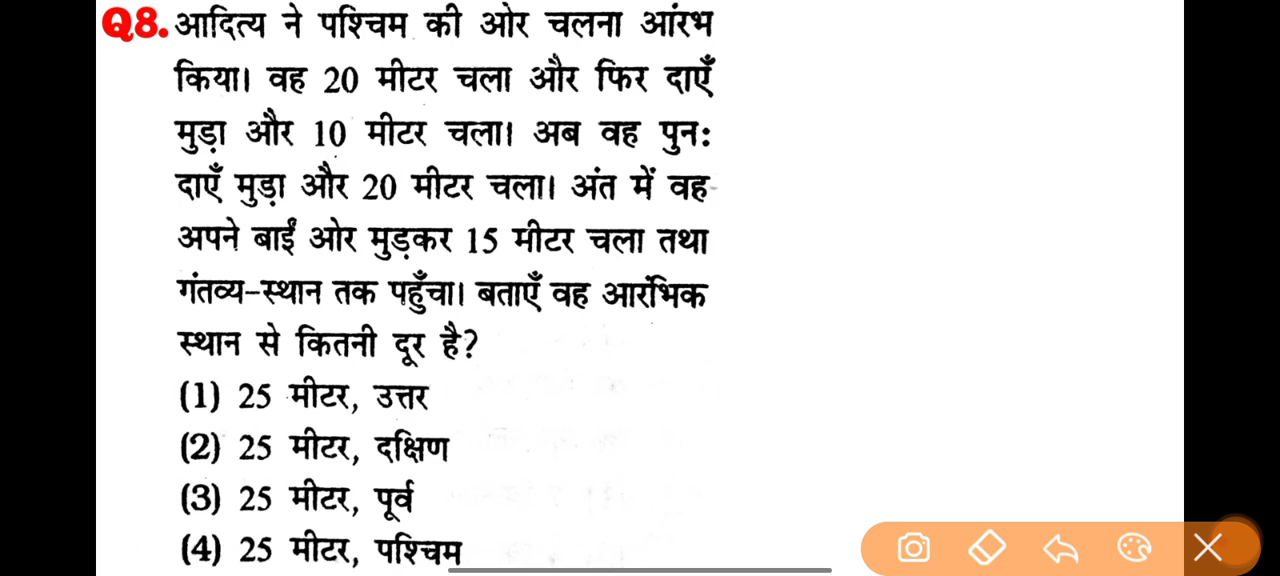 Q8. आदित्य ने पश्चिम की ओर चलना आंरभ
किया। वह 20 मीटर चला और फिर दाएँ
मुड़ा और 10 मीटर चला। अब वह पुन:
दाएँ मुड़ा और 20 मीटर चला। अंत में वह
अपने बाईं ओर मुड़कर 15 मीटर चला तथा
गंतव्य-स्थान तक पहुँचा। बताएँ वह आरंभिक
स्थान से कितनी दूर है?
(1) 25 मीटर, उत्तर
(2) 25 मीटर, दक्षिण
(3) 25 मीटर, पूर्व
(4) 25 मीटर, पश्चिम